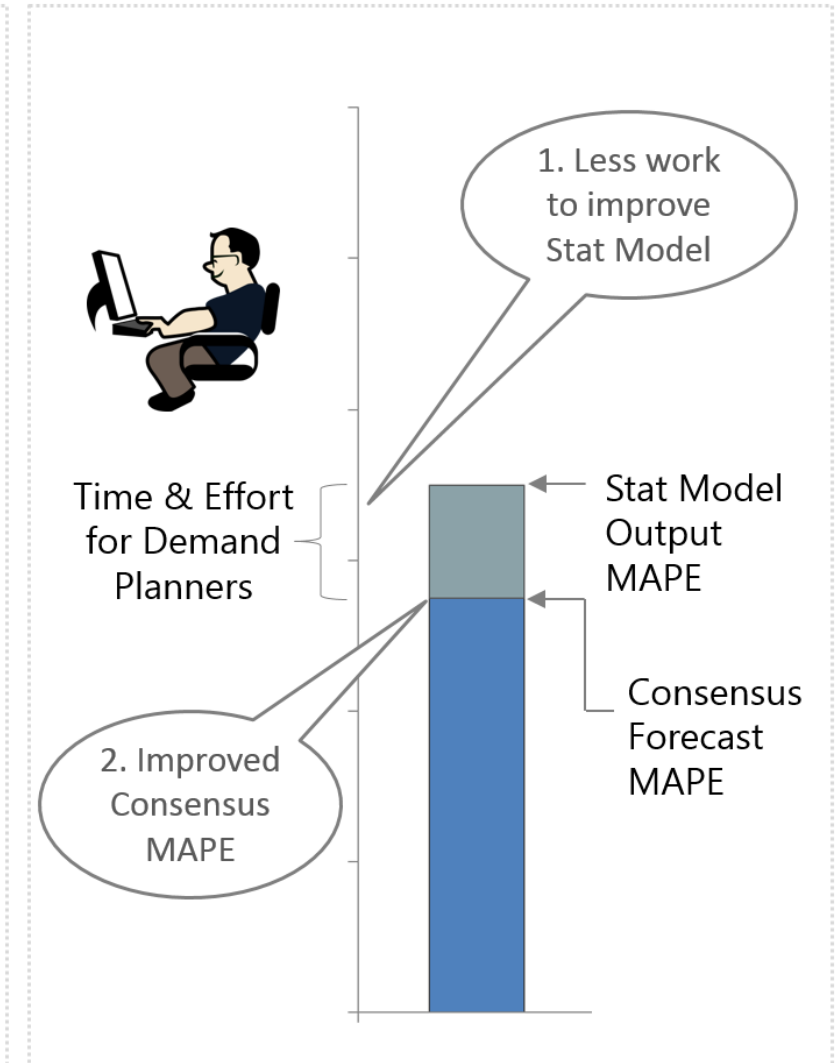 1. Less work
to improve
Stat Model
Time & Effort
for Demand
Planners
Stat Model
Output
MAPE
Consensus
Forecast
MAPE
2. Improved
Consensus
MAPE